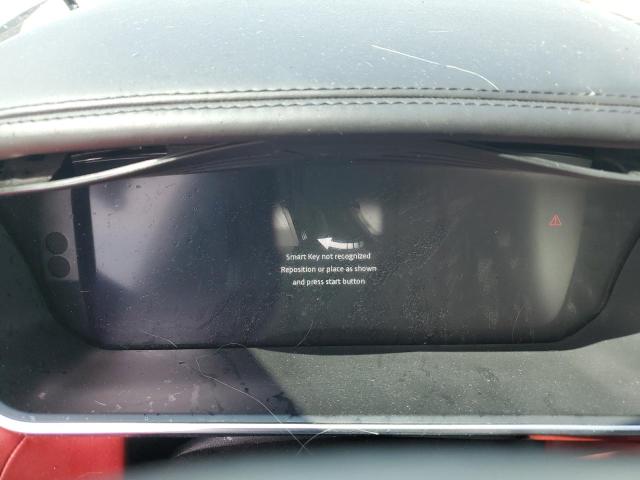 Smart Key not recognized
Reposition or place as shown
and press start button